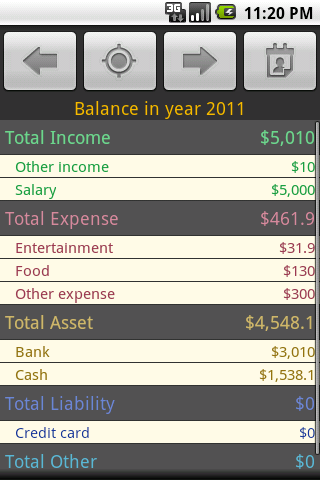 3G 11:20 PM
Balance in year 2011
Total Income $5,010
Other income $10
Salary $5,000
Total Expense $461.9
Entertainment $31.9
Food $130
Other expense $300
Total Asset $4,548.1
Bank $3,010
Cash $1,538.1
Total Liability $0
Credit card $0
Total Other $0